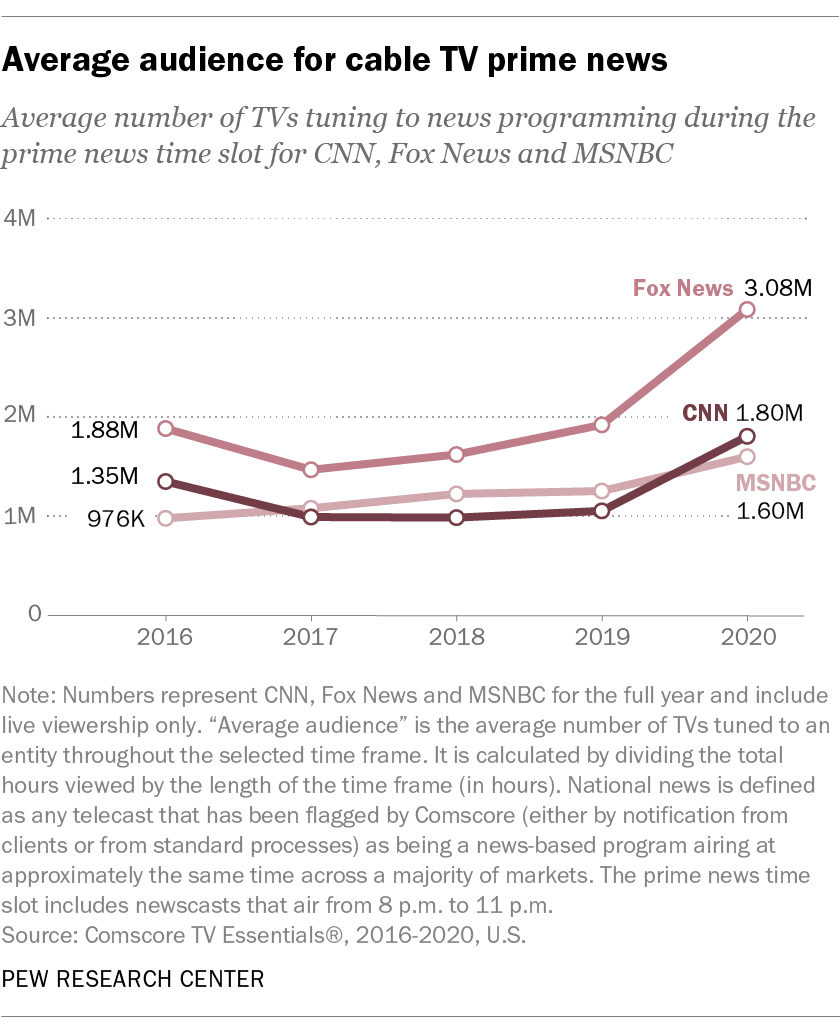 Average audience for cable TV prime news
Average number of TVs tuning to news programming during the
prime news time slot for CNN, Fox News and MSNBC
4M
Fox News 3.08M
3M
2M
CNN 1.80M
1.88M
1.35M
MSNBC
1M
976K
1.60M
0
2016 2017 2018 2019 2020
Note: Numbers represent CNN, Fox News and MSNBC for the full year and include
live viewership only. “Average audience” is the average number of TVs tuned to an
entity throughout the selected time frame. It is calculated by dividing the total
hours viewed by the length of the time frame (in hours). National news is defined
as any telecast that has been flagged by Comscore (either by notification from
clients or from standard processes) as being a news-based program airing at
approximately the same time across a majority of markets. The prime news time
slot includes newscasts that air from 8 p.m. to 11 p.m.
Source: Comscore TV Essentials®, 2016-2020, U.S.
PEW RESEARCH CENTER